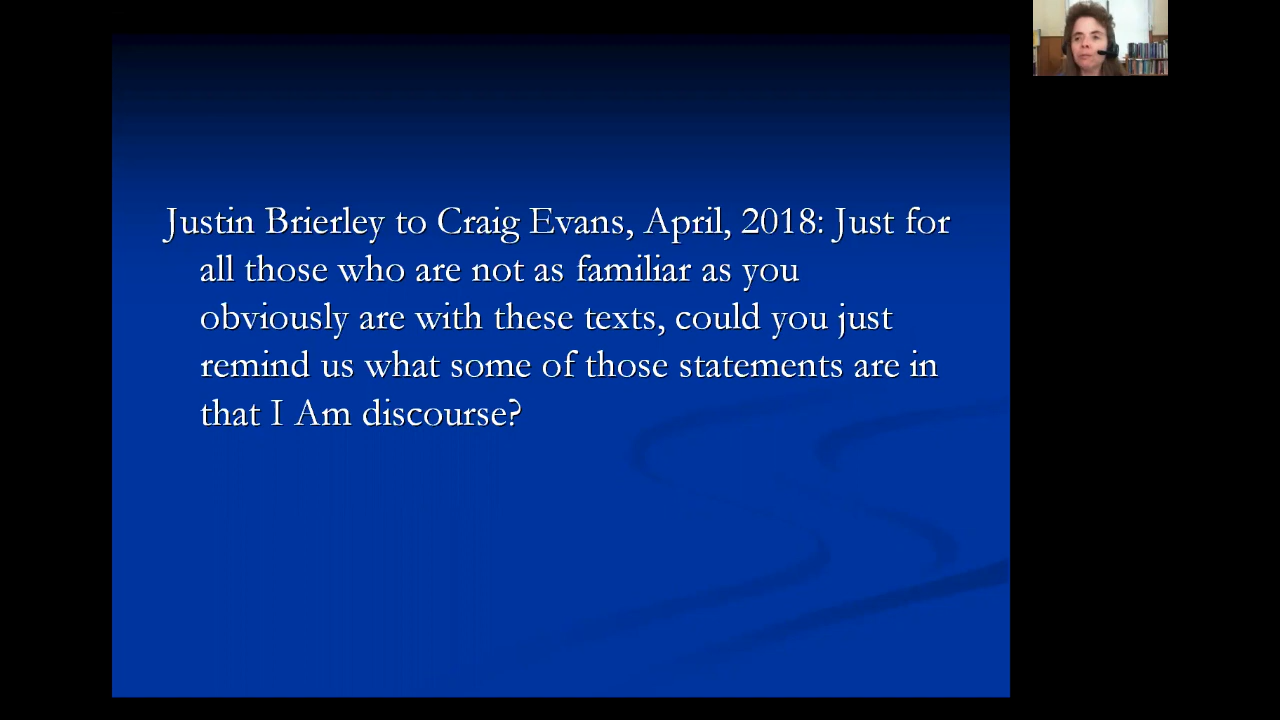 Justin Brierley to Craig Evans, April, 2018: Just for
all those who are not as familiar as you
obviously are with these texts, could you just
remind us what some of those statements are in
that I Am discourse?